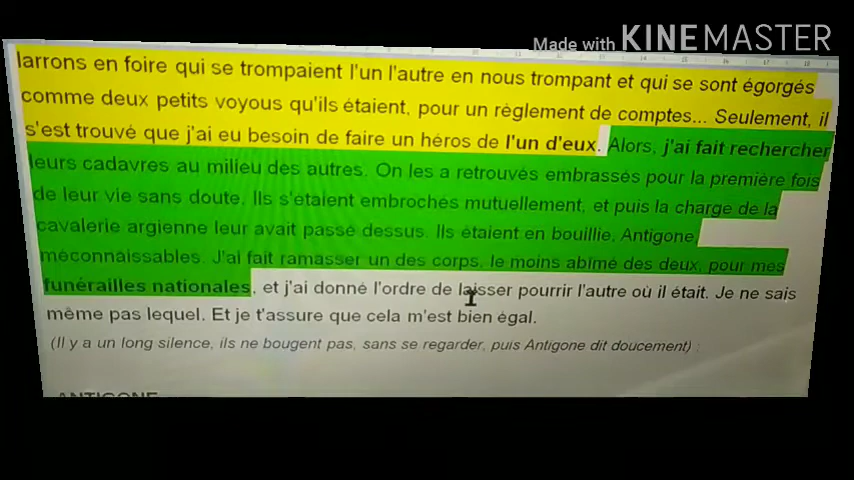 Made with KINEMASTER
larrons en foire qui se trompaient l'un l'autre en nous trompant et qui se sont égorgés
comme deux petits voyous qu'ils étaient, pour un règlement de comptes... Seulement, il
s'est trouvé que j'ai eu besoin de faire un héros de l'un d'eux. Alors, j'ai fait rechercher
leurs cadavres au milieu des autres. On les a retrouvés embrassés pour la première fois
de leur vie sans doute. Ils s'étaient embrochés mutuellement, et puis la charge de la
cavalerie argienne leur avait passé dessus. Ils étaient en bouillie, Antigone,
méconnaissables. J'ai fait ramasser un des corps, le moins abîmé des deux, pour mes
funérailles nationales, et j'ai donné l'ordre de laisser pourrir l'autre où il était. Je ne sais
même pas lequel. Et je t'assure que cela m'est bien égal.
(Il y a un long silence, ils ne bougent pas, sans se regarder, puis Antigone dit doucement) :
ANTIGONE